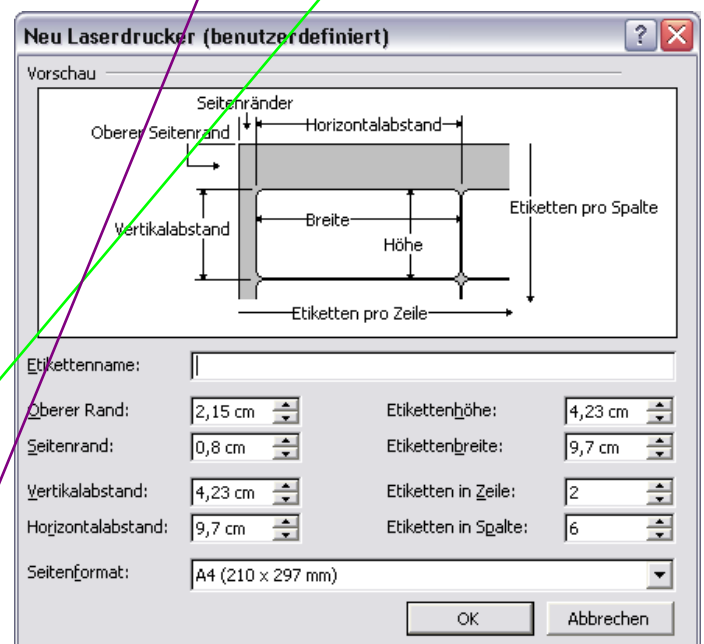 Neu Laserdrucker (benutzerdefiniert)
Vorschau
Seitenränder
Oberer Seitenrand
Horizontalabstand
Vertikalabstand
Breite
Höhe
Etiketten pro Spalte
Etiketten pro Zeile
Etikettenname:
Oberer Rand: 2,15 cm Etikettenhöhe: 4,23 cm
Seitenrand: 0,8 cm Etikettenbreite: 9,7 cm
Vertikalabstand: 4,23 cm Etiketten in Zeile: 2
Horizontalabstand: 9,7 cm Etiketten in Spalte: 6
Seitenformat: A4 (210 x 297 mm)
OK Abbrechen